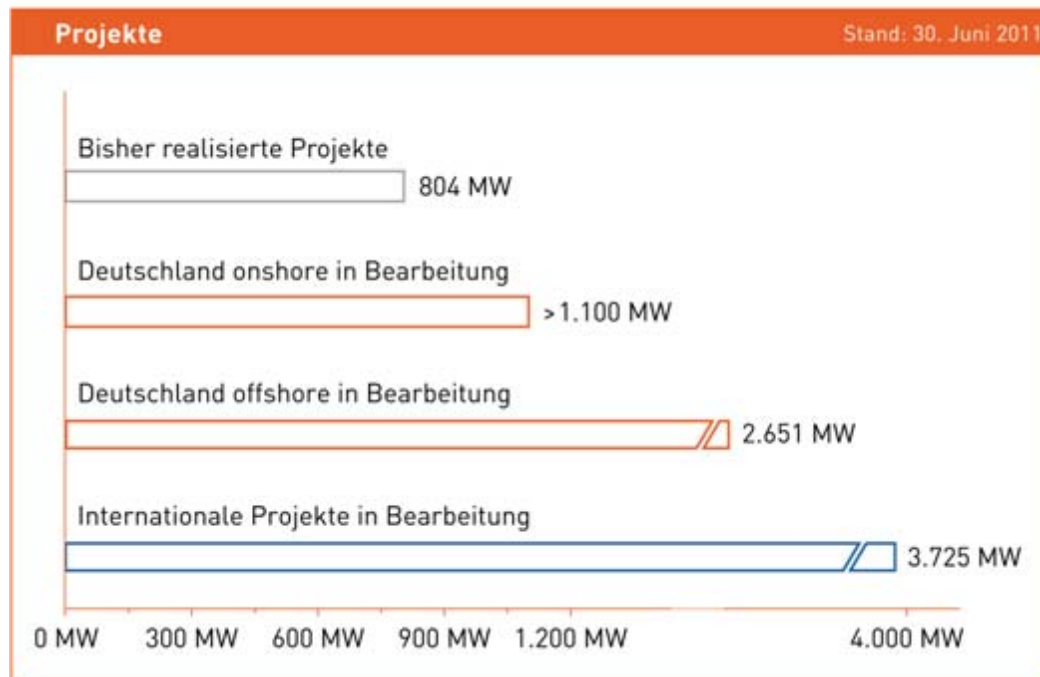 Projekte
Stand: 30. Juni 2011
Bisher realisierte Projekte
804 MW
Deutschland onshore in Bearbeitung
>1.100 MW
Deutschland offshore in Bearbeitung
2.651 MW
Internationale Projekte in Bearbeitung
3.725 MW
0 MW 300 MW 600 MW 900 MW 1.200 MW 4.000 MW